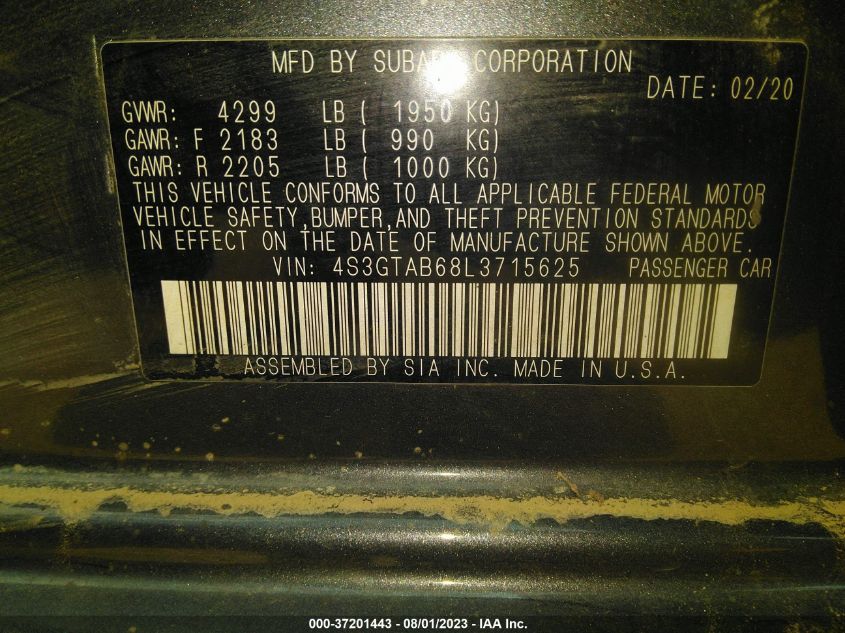 MFD BY SUBARU CORPORATION
DATE: 02/20
GVWR: 4299 LB ( 1950 KG)
GAWR: F 2183 LB ( 990 KG)
GAWR: R 2205 LB ( 1000 KG)
THIS VEHICLE CONFORMS TO ALL APPLICABLE FEDERAL MOTOR
VEHICLE SAFETY,BUMPER,AND THEFT PREVENTION STANDARDS
IN EFFECT ON THE DATE OF MANUFACTURE SHOWN ABOVE.
VIN: 4S3GTAB68L3715625 PASSENGER CAR
ASSEMBLED BY SIA INC. MADE IN U.S.A.
000-37201443 - 08/01/2023 - IAA Inc.